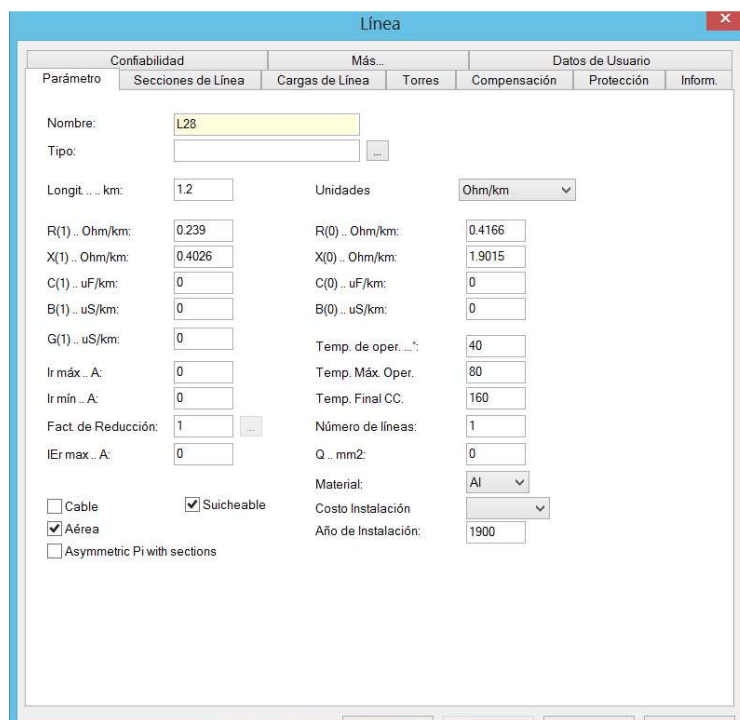 Línea
Confiabilidad Más... Datos de Usuario
Parámetro Secciones de Línea Cargas de Línea Torres Compensación Protección Inform.
Nombre: L28
Tipo: ...
Longit. .. .. km: 1.2 Unidades Ohm/km
R(1) .. Ohm/km: 0.239 R(0) .. Ohm/km: 0.4166
X(1) .. Ohm/km: 0.4026 X(0) .. Ohm/km: 1.9015
C(1) .. uF/km: 0 C(0) .. uF/km: 0
B(1) .. uS/km: 0 B(0) .. uS/km: 0
G(1) .. uS/km: 0 Temp. de oper. ...°: 40
Ir máx .. A: 0 Temp. Máx. Oper. 80
Ir mín .. A: 0 Temp. Final CC. 160
Fact. de Reducción: 1 ... Número de líneas: 1
IEr max .. A: 0 Q .. mm2: 0
Material: Al
Cable Suicheable Costo Instalación
Aérea Año de Instalación: 1900
Asymmetric Pi with sections